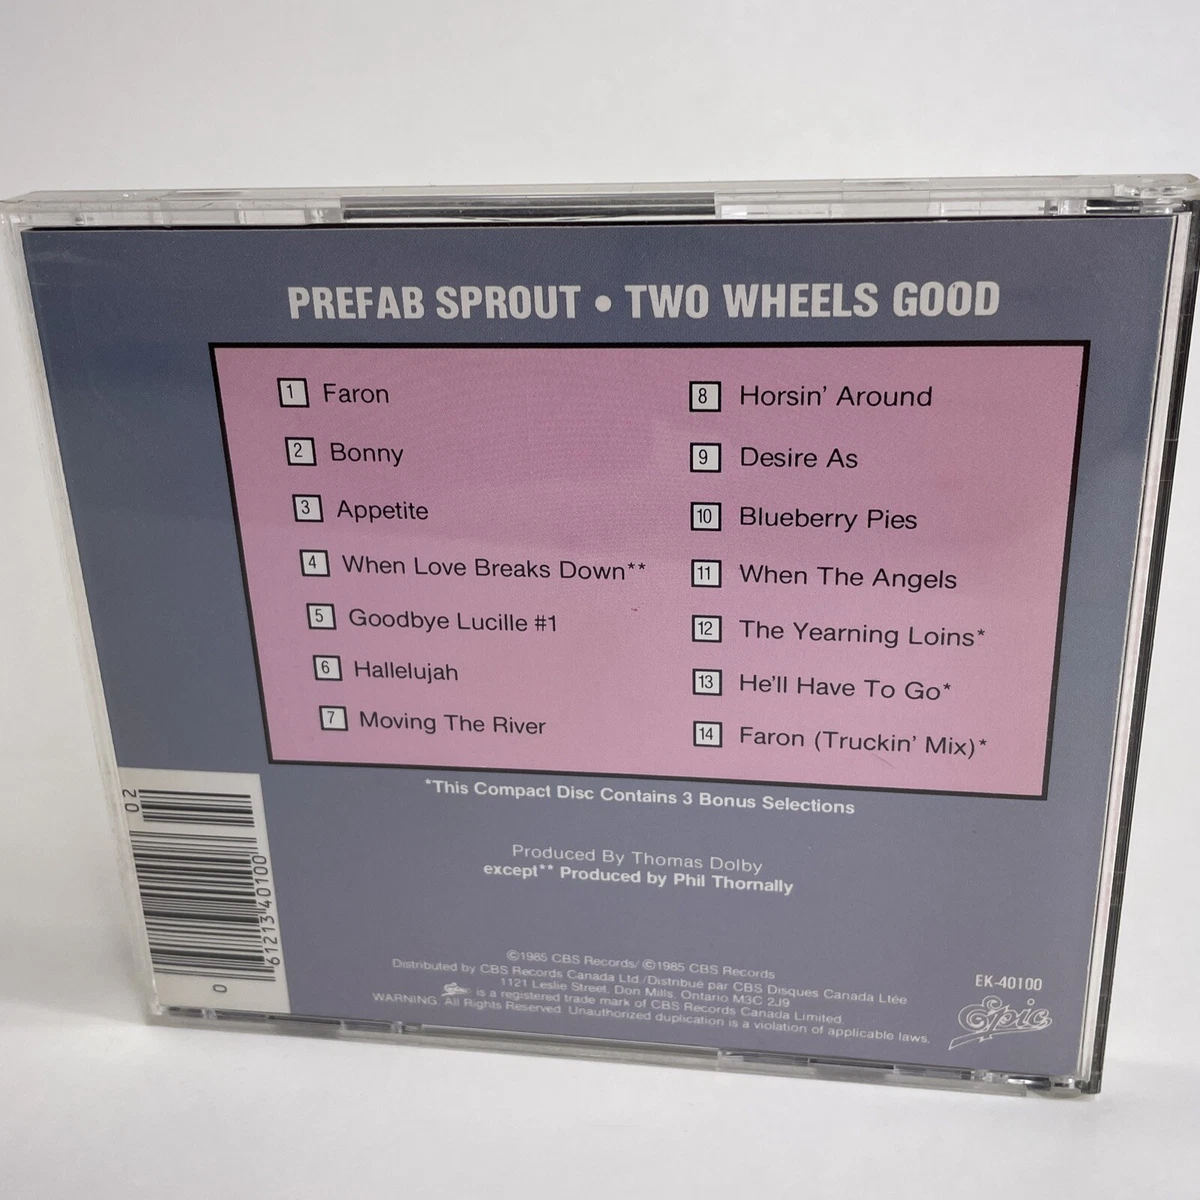 PREFAB SPROUT • TWO WHEELS GOOD
1 Faron
2 Bonny
3 Appetite
4 When Love Breaks Down**
5 Goodbye Lucille #1
6 Hallelujah
7 Moving The River
8 Horsin' Around
9 Desire As
10 Blueberry Pies
11 When The Angels
12 The Yearning Loins*
13 He'll Have To Go*
14 Faron (Truckin' Mix)*
*This Compact Disc Contains 3 Bonus Selections
Produced By Thomas Dolby
except** Produced by Phil Thornally
©1985 CBS Records/ ©1985 CBS Records
Distributed by CBS Records Canada Ltd./Distribué par CBS Disques Canada Ltée
1121 Leslie Street, Don Mills, Ontario M3C 2J9
Epic is a registered trade mark of CBS Records Canada Limited.
WARNING: All Rights Reserved. Unauthorized duplication is a violation of applicable laws.
EK-40100
Epic
02
61213 40100
0